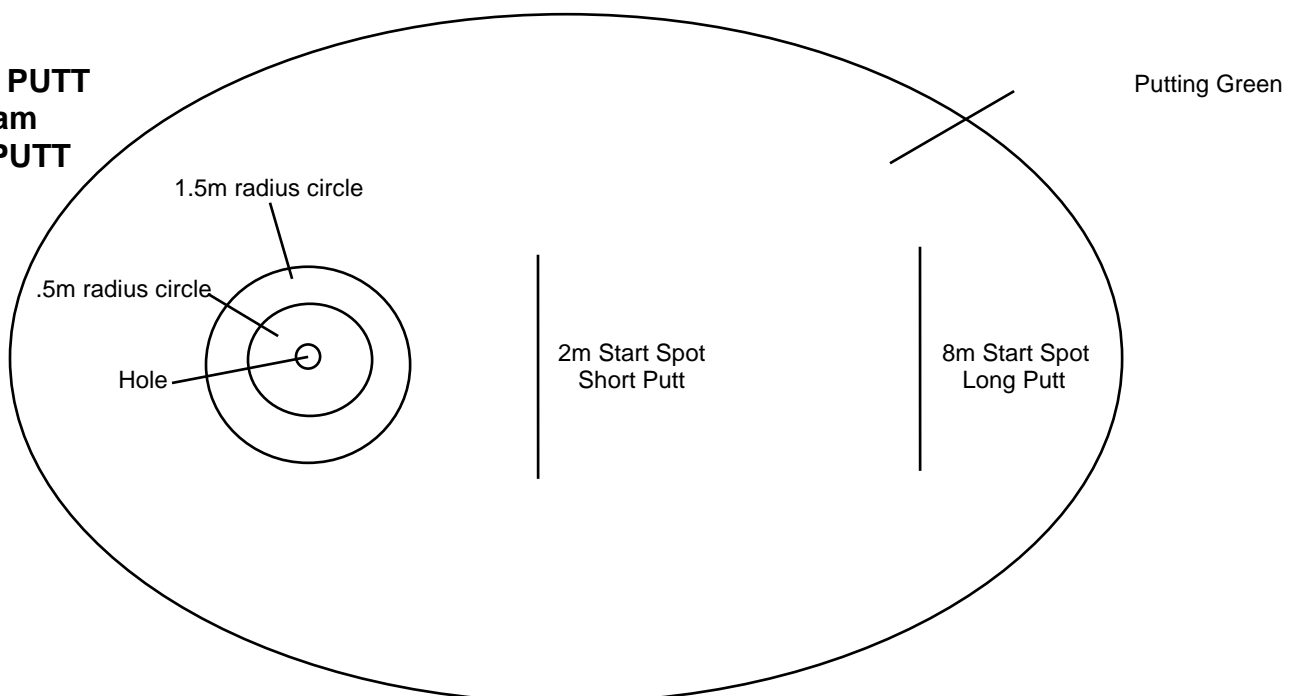 PUTT
PUTT
Putting Green
1.5m radius circle
.5m radius circle
Hole
2m Start Spot
Short Putt
8m Start Spot
Long Putt